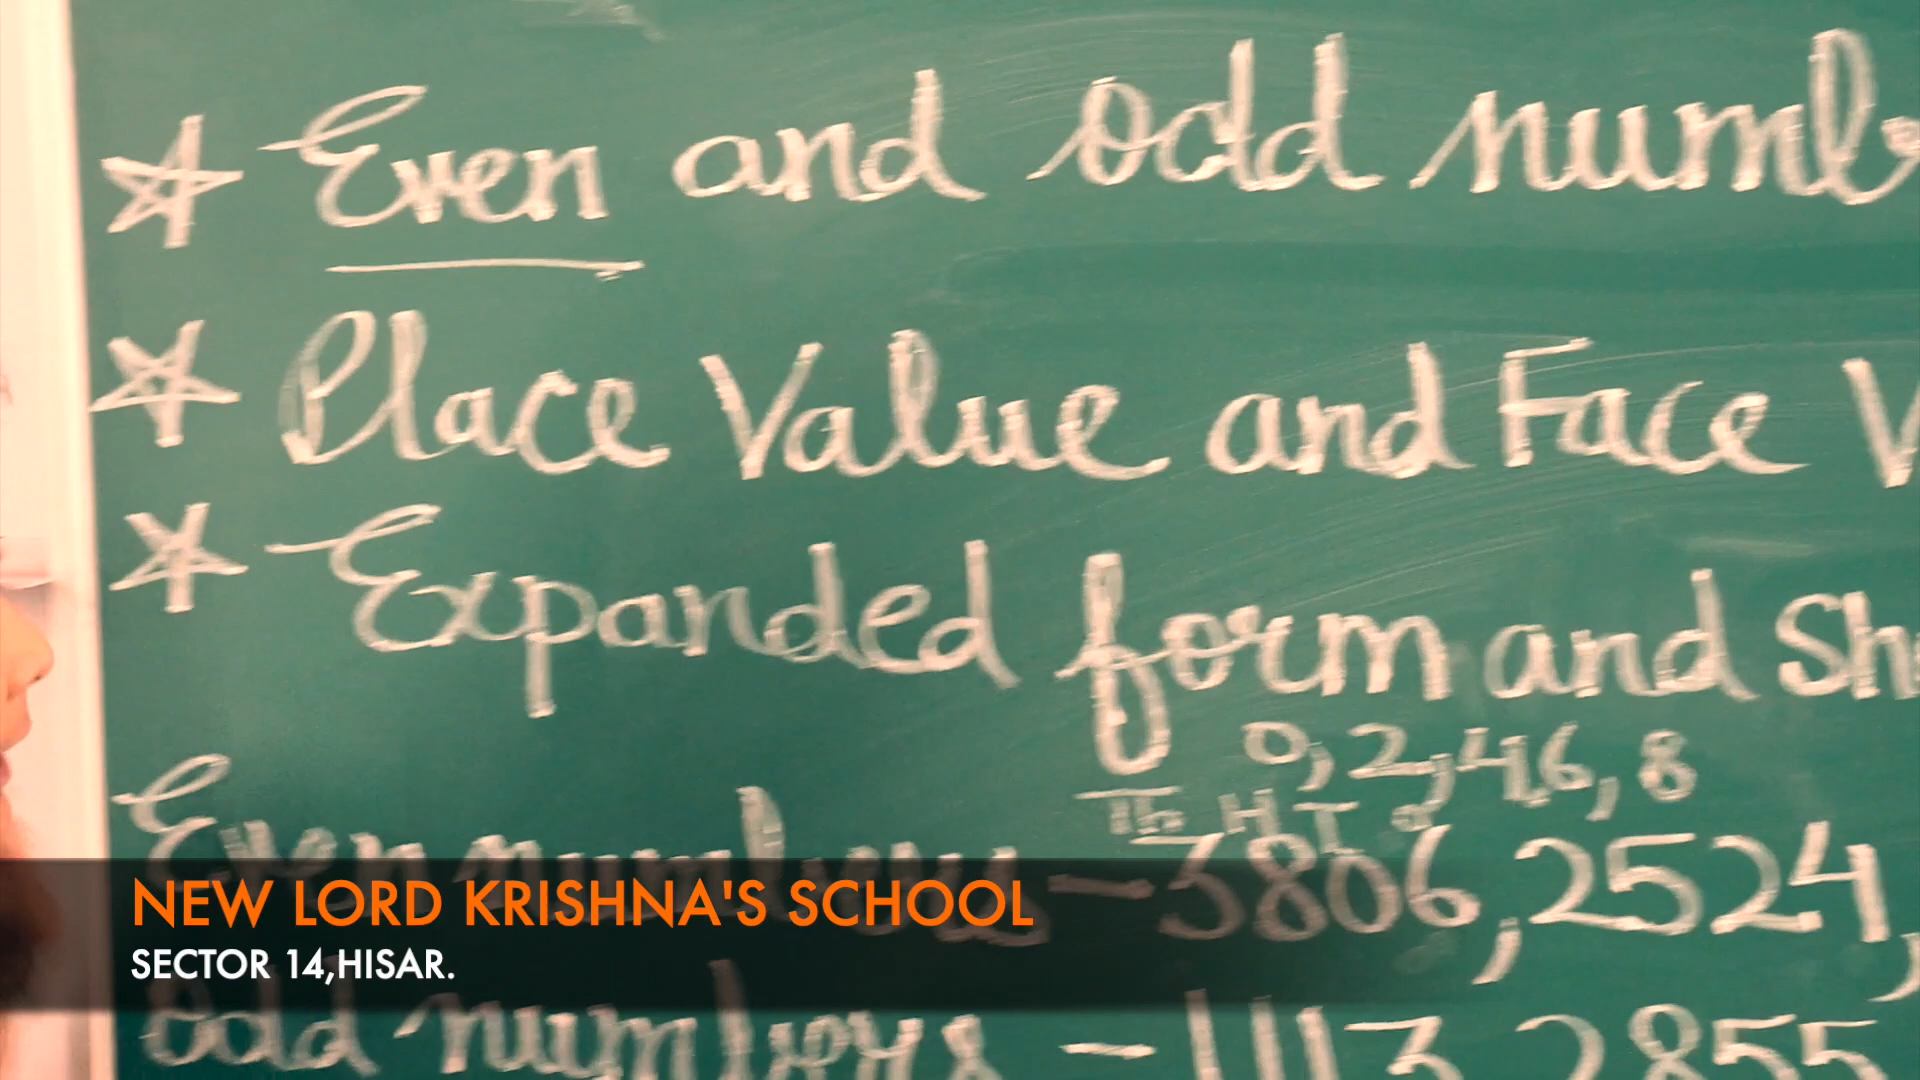 Even and odd numb
Place Value and Face V
Expanded form and Sh
0, 2, 4, 6, 8
Th H T O
Even numbers - 3806, 2524,
NEW LORD KRISHNA'S SCHOOL
SECTOR 14,HISAR.
Odd numbers - 1113, 2855